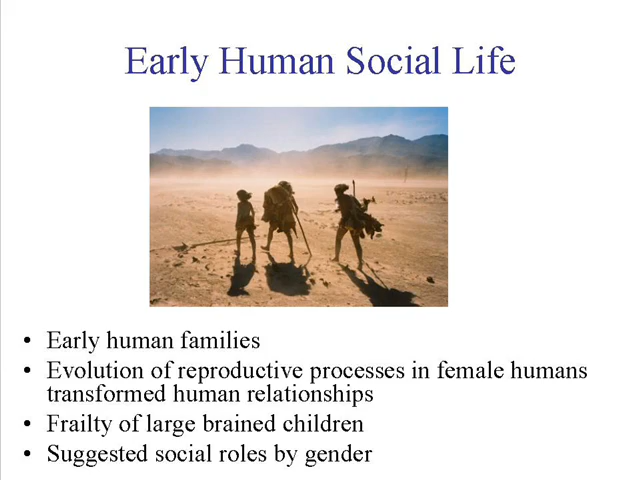 Early Human Social Life
• Early human families
• Evolution of reproductive processes in female humans
transformed human relationships
• Frailty of large brained children
• Suggested social roles by gender